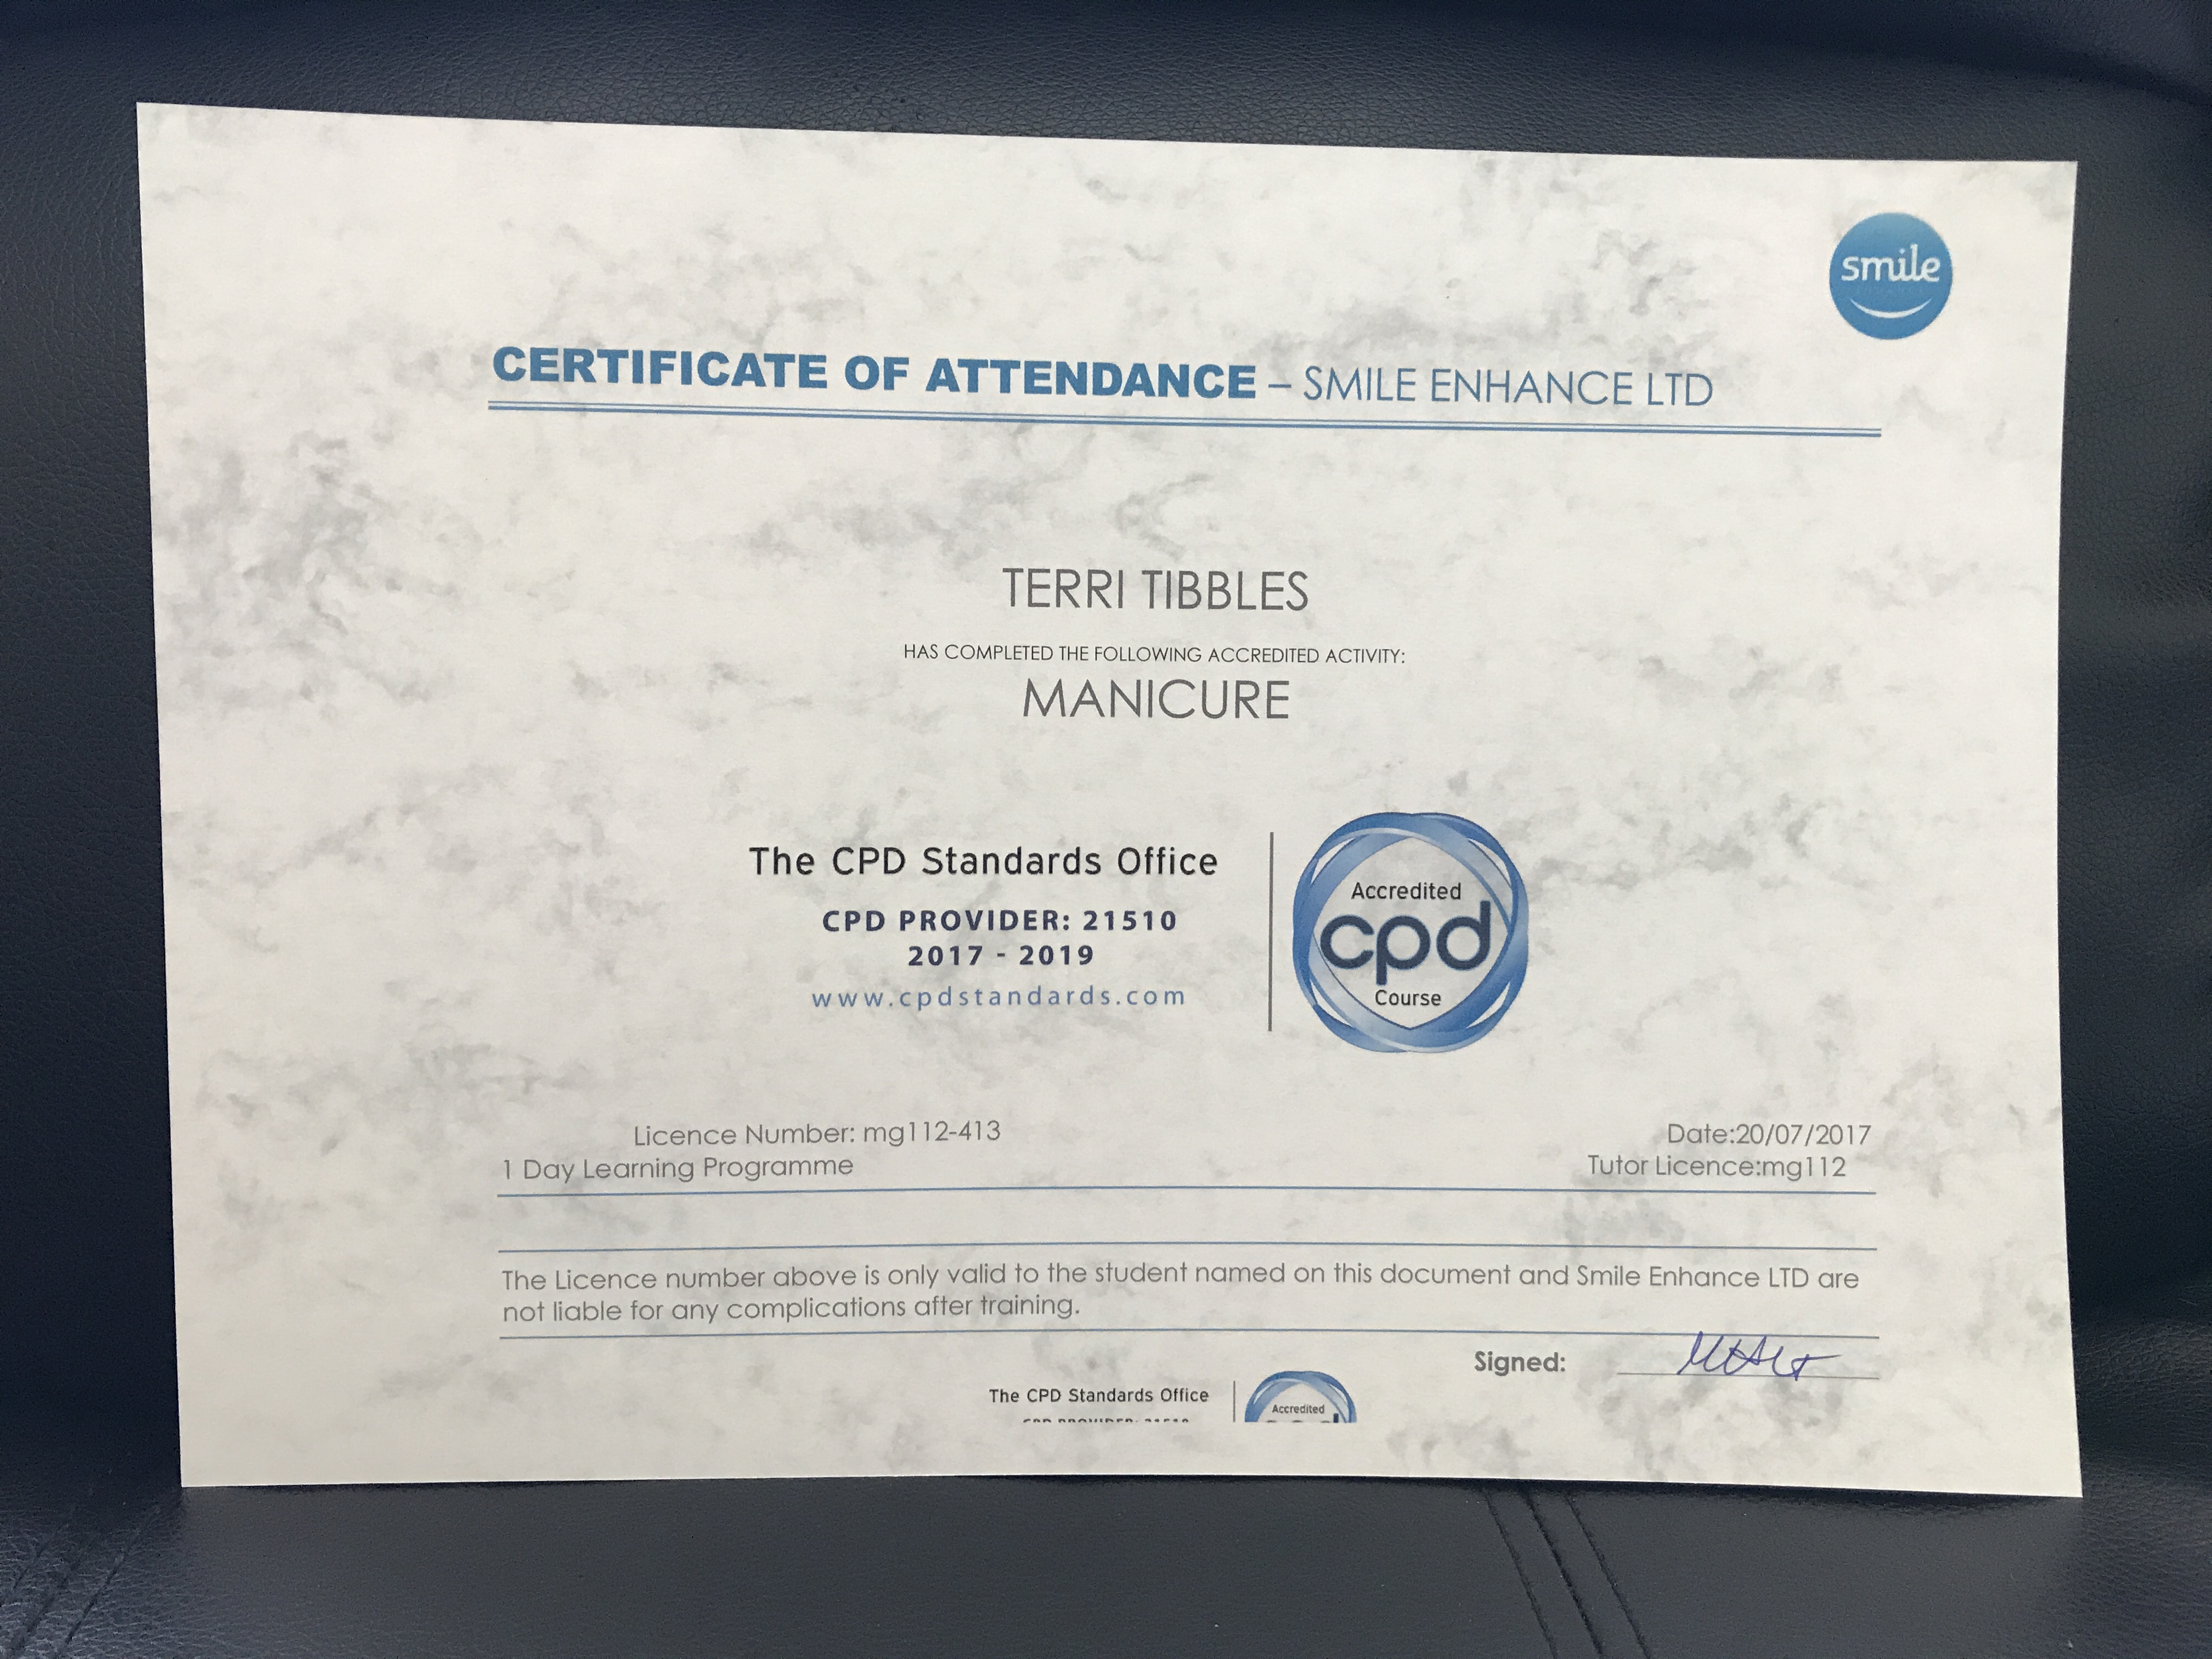 smile
CERTIFICATE OF ATTENDANCE – SMILE ENHANCE LTD
TERRI TIBBLES
HAS COMPLETED THE FOLLOWING ACCREDITED ACTIVITY:
MANICURE
The CPD Standards Office
CPD PROVIDER: 21510
2017 - 2019
www.cpdstandards.com
Accredited
cpd
Course
Licence Number: mg112-413
Date:20/07/2017
1 Day Learning Programme
Tutor Licence:mg112
The Licence number above is only valid to the student named on this document and Smile Enhance LTD are
not liable for any complications after training.
Signed:
The CPD Standards Office
CPD PROVIDER: 21510
Accredited